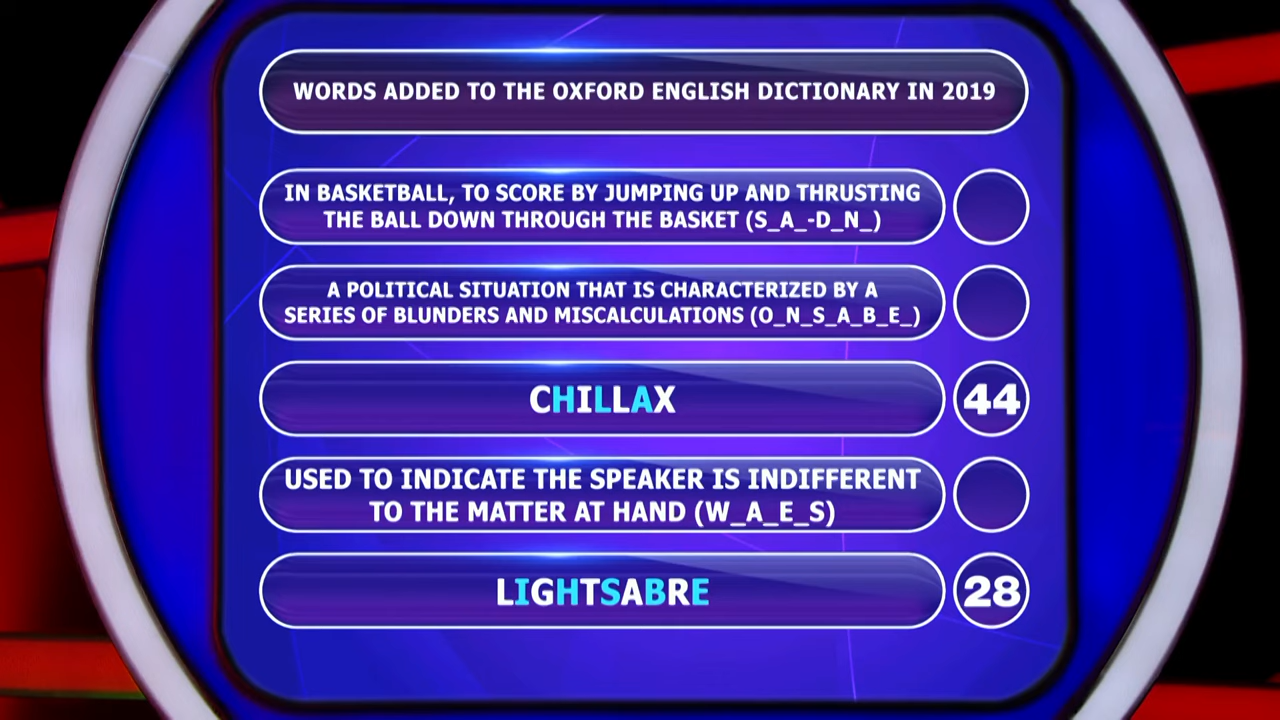 WORDS ADDED TO THE OXFORD ENGLISH DICTIONARY IN 2019
IN BASKETBALL, TO SCORE BY JUMPING UP AND THRUSTING
THE BALL DOWN THROUGH THE BASKET (S_A_-D_N_)
A POLITICAL SITUATION THAT IS CHARACTERIZED BY A
SERIES OF BLUNDERS AND MISCALCULATIONS (O_N_S_A_B_E_)
CHILLAX 44
USED TO INDICATE THE SPEAKER IS INDIFFERENT
TO THE MATTER AT HAND (W_A_E_S)
LIGHTSABRE 28